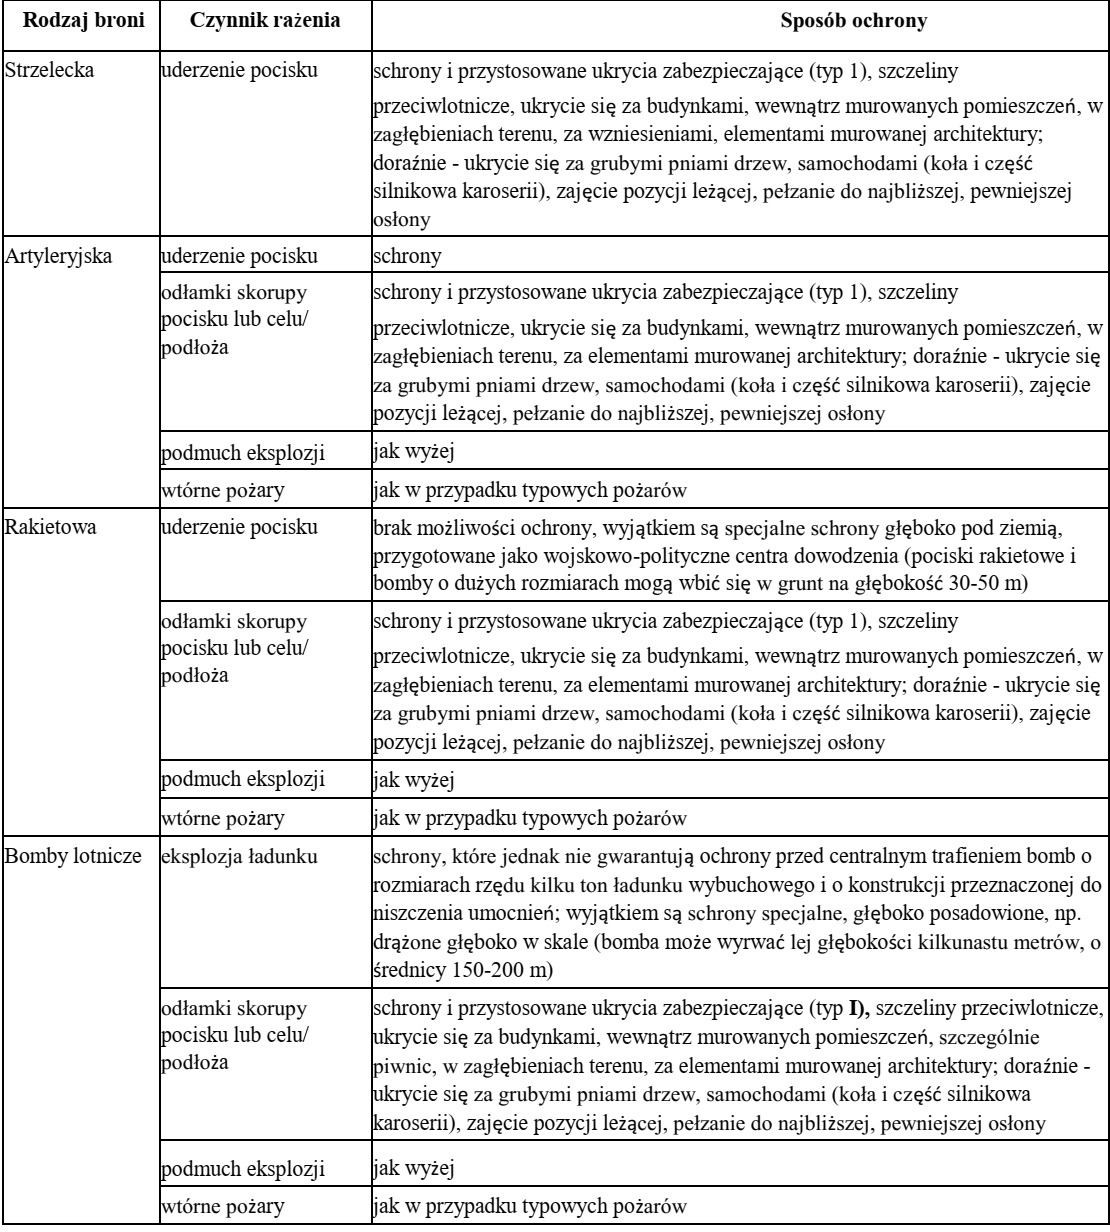 Rodzaj broni Czynnik rażenia Sposób ochrony
Strzelecka uderzenie pocisku schrony i przystosowane ukrycia zabezpieczające (typ 1), szczeliny
przeciwlotnicze, ukrycie się za budynkami, wewnątrz murowanych pomieszczeń, w
zagłębieniach terenu, za wzniesieniami, elementami murowanej architektury;
doraźnie - ukrycie się za grubymi pniami drzew, samochodami (koła i część
silnikowa karoserii), zajęcie pozycji leżącej, pełzanie do najbliższej, pewniejszej
osłony
Artyleryjska uderzenie pocisku schrony
odłamki skorupy
pocisku lub celu/
podłoża
schrony i przystosowane ukrycia zabezpieczające (typ 1), szczeliny
przeciwlotnicze, ukrycie się za budynkami, wewnątrz murowanych pomieszczeń, w
zagłębieniach terenu, za elementami murowanej architektury; doraźnie - ukrycie się
za grubymi pniami drzew, samochodami (koła i część silnikowa karoserii), zajęcie
pozycji leżącej, pełzanie do najbliższej, pewniejszej osłony
podmuch eksplozji jak wyżej
wtórne pożary jak w przypadku typowych pożarów
Rakietowa uderzenie pocisku brak możliwości ochrony, wyjątkiem są specjalne schrony głęboko pod ziemią,
przygotowane jako wojskowo-polityczne centra dowodzenia (pociski rakietowe i
bomby o dużych rozmiarach mogą wbić się w grunt na głębokość 30-50 m)
odłamki skorupy
pocisku lub celu/
podłoża
schrony i przystosowane ukrycia zabezpieczające (typ 1), szczeliny
przeciwlotnicze, ukrycie się za budynkami, wewnątrz murowanych pomieszczeń, w
zagłębieniach terenu, za elementami murowanej architektury; doraźnie - ukrycie się
za grubymi pniami drzew, samochodami (koła i część silnikowa karoserii), zajęcie
pozycji leżącej, pełzanie do najbliższej, pewniejszej osłony
podmuch eksplozji jak wyżej
wtórne pożary jak w przypadku typowych pożarów
Bomby lotnicze eksplozja ładunku schrony, które jednak nie gwarantują ochrony przed centralnym trafieniem bomb o
rozmiarach rzędu kilku ton ładunku wybuchowego i o konstrukcji przeznaczonej do
niszczenia umocnień; wyjątkiem są schrony specjalne, głęboko posadowione, np.
drążone głęboko w skale (bomba może wyrwać lej głębokości kilkunastu metrów, o
średnicy 150-200 m)
odłamki skorupy
pocisku lub celu/
podłoża
schrony i przystosowane ukrycia zabezpieczające (typ I), szczeliny przeciwlotnicze,
ukrycie się za budynkami, wewnątrz murowanych pomieszczeń, szczególnie
piwnic, w zagłębieniach terenu, za elementami murowanej architektury; doraźnie -
ukrycie się za grubymi pniami drzew, samochodami (koła i część silnikowa
karoserii), zajęcie pozycji leżącej, pełzanie do najbliższej, pewniejszej osłony
podmuch eksplozji jak wyżej
wtórne pożary jak w przypadku typowych pożarów